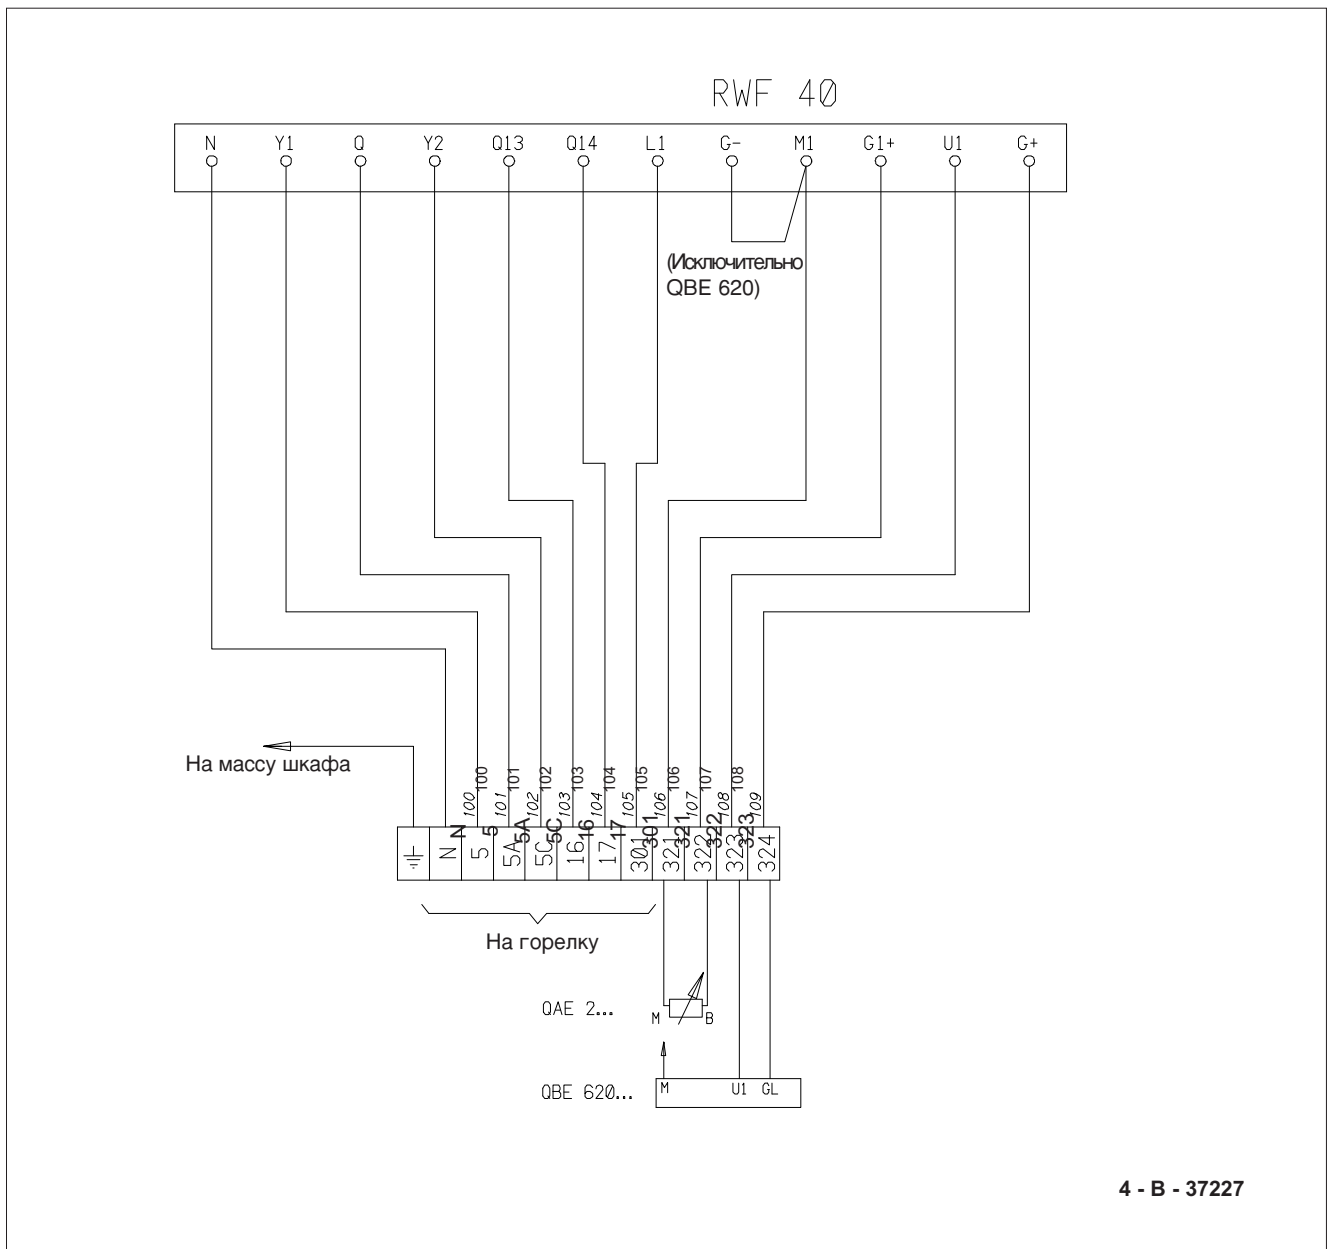 RWF 40
N Y1 Q Y2 Q13 Q14 L1 G- M1 G1+ U1 G+
(Исключительно
QBE 620)
На массу шкафа
100 101 102 103 104 105 106 107 108 109
100 101 102 103 104 105 106 107 108
N 5 5A 5C 16 17 301 321 322 323
N 5 5A 5C 16 17 301 321 322 323 324
На горелку
QAE 2...
M B
QBE 620...
M U1 GL
4 - B - 37227